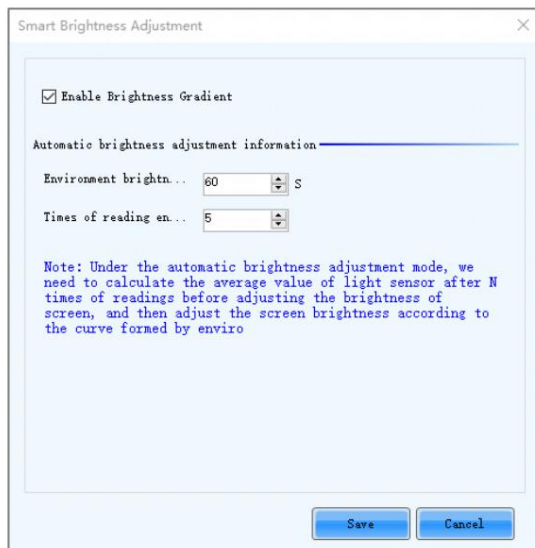 Smart Brightness Adjustment
Enable Brightness Gradient
Automatic brightness adjustment information
Environment brightn... 60 S
Times of reading en... 5
Note: Under the automatic brightness adjustment mode, we
need to calculate the average value of light sensor after N
times of readings before adjusting the brightness of
screen, and then adjust the screen brightness according to
the curve formed by enviro
Save Cancel